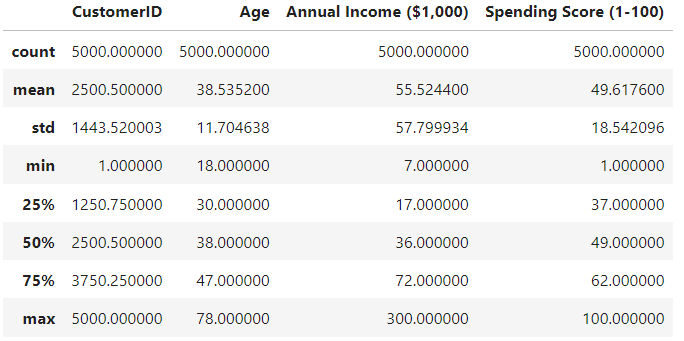 CustomerID Age Annual Income ($1,000) Spending Score (1-100)
count 5000.000000 5000.000000 5000.000000 5000.000000
mean 2500.500000 38.535200 55.524400 49.617600
std 1443.520003 11.704638 57.799934 18.542096
min 1.000000 18.000000 7.000000 1.000000
25% 1250.750000 30.000000 17.000000 37.000000
50% 2500.500000 38.000000 36.000000 49.000000
75% 3750.250000 47.000000 72.000000 62.000000
max 5000.000000 78.000000 300.000000 100.000000